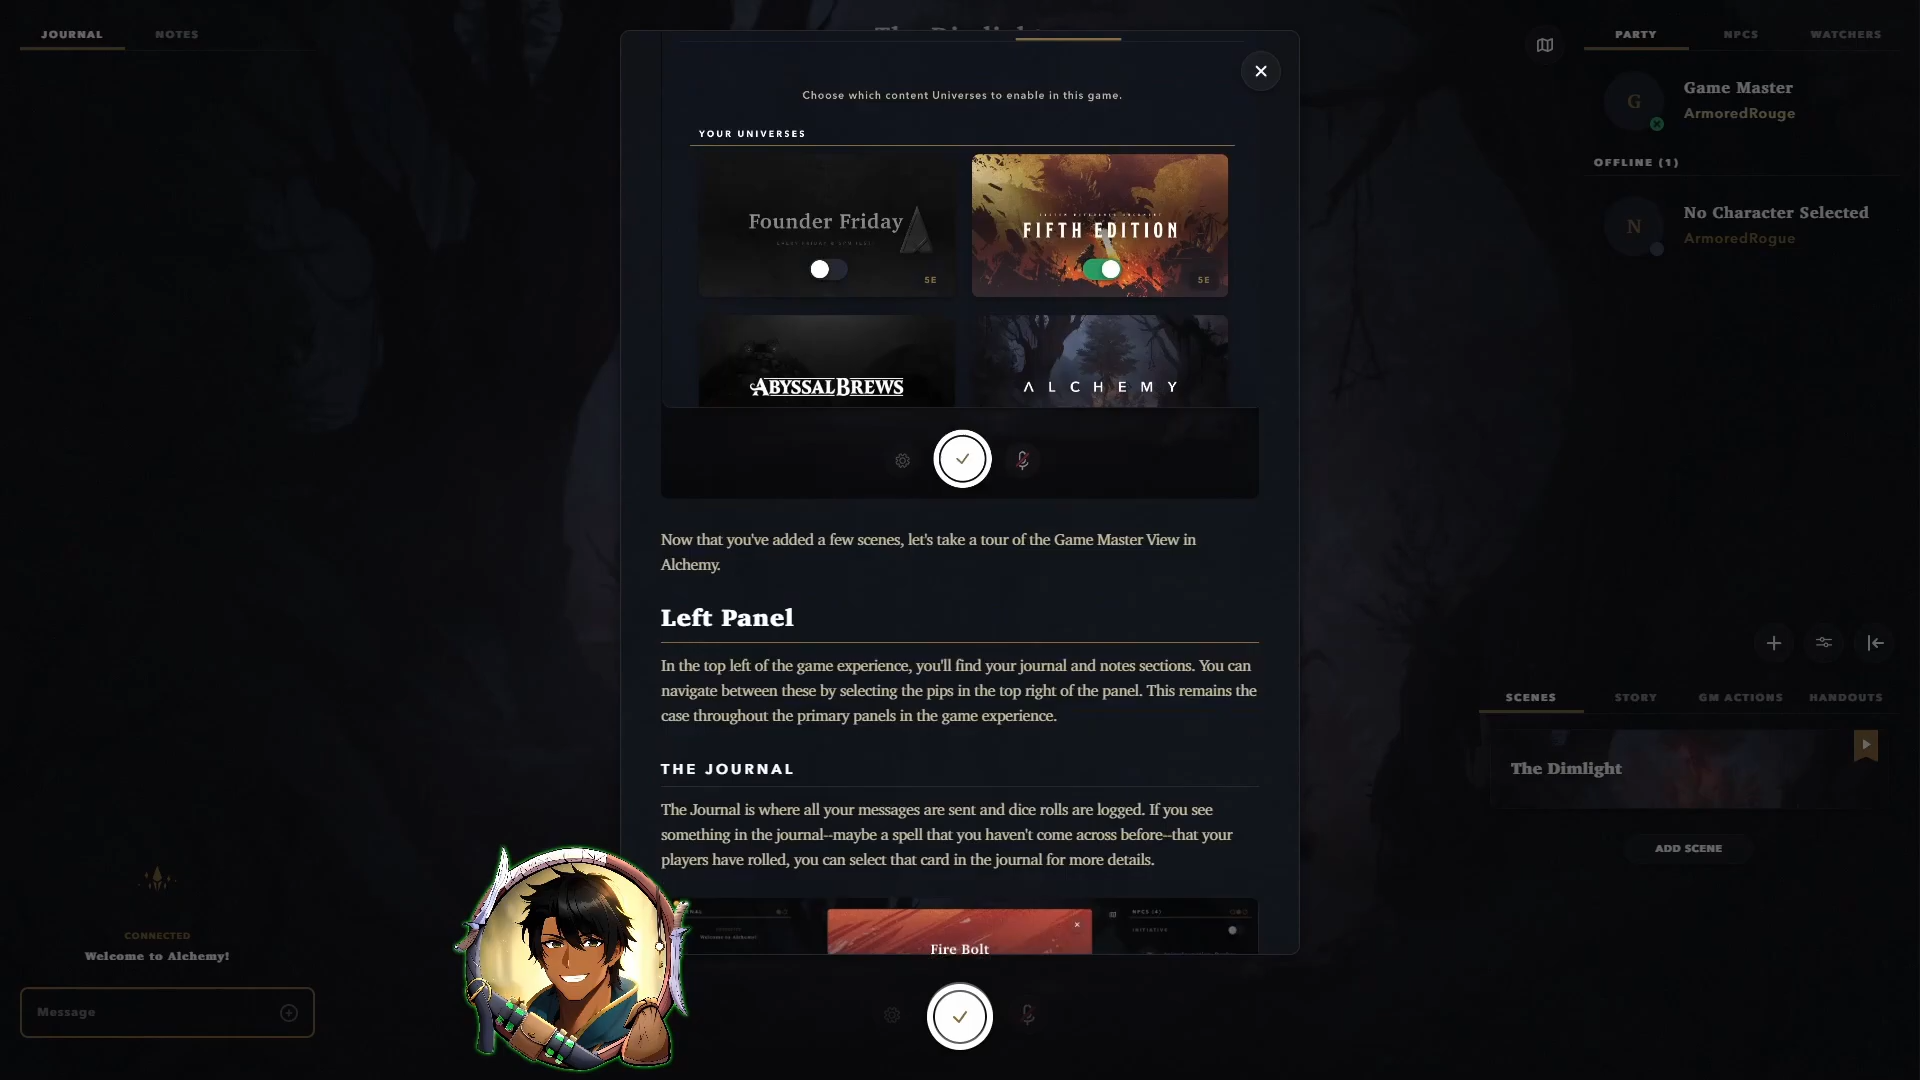 JOURNAL
NOTES
Choose which content Universes to enable in this game.
YOUR UNIVERSES
Founder Friday
5E
FIFTH EDITION
5E
ABYSSALBREWS
ALCHEMY
Now that you've added a few scenes, let's take a tour of the Game Master View in
Alchemy.
Left Panel
In the top left of the game experience, you'll find your journal and notes sections. You can
navigate between these by selecting the pips in the top right of the panel. This remains the
case throughout the primary panels in the game experience.
THE JOURNAL
The Journal is where all your messages are sent and dice rolls are logged. If you see
something in the journal--maybe a spell that you haven't come across before--that your
players have rolled, you can select that card in the journal for more details.
Welcome to Alchemy!
Fire Bolt
NPCS (4)
INITIATIVE
CONNECTED
Welcome to Alchemy!
Message
PARTY
NPCS
WATCHERS
G
Game Master
ArmoredRouge
OFFLINE (1)
N
No Character Selected
ArmoredRogue
SCENES
STORY
GM ACTIONS
HANDOUTS
The Dimlight
ADD SCENE